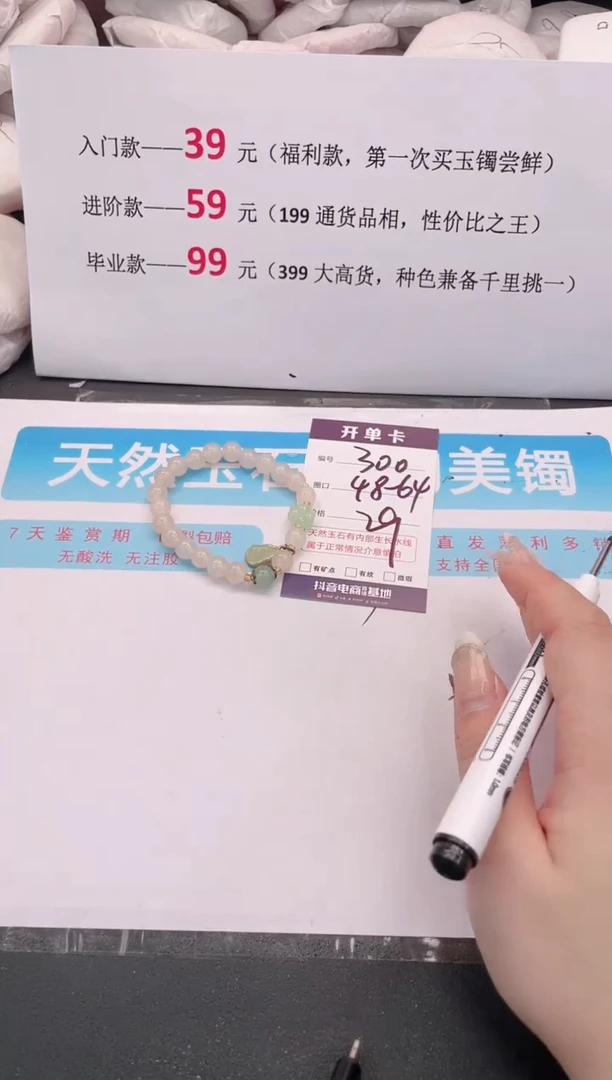 入门款——39 元（福利款，第一次买玉镯尝鲜）
进阶款——59 元（199 通货品相，性价比之王）
毕业款——99 元（399 大高货，种色兼备千里挑一）
天然玉石 美镯
开单卡
编号 300
圈口 4864
价格 29
天然玉石有内部生长水线
属于正常情况介意慎拍
有矿点 有纹 微瑕
抖音电商 基地
7天鉴赏期 裂包赔
无酸洗 无注胶
直发 利多
支持全国